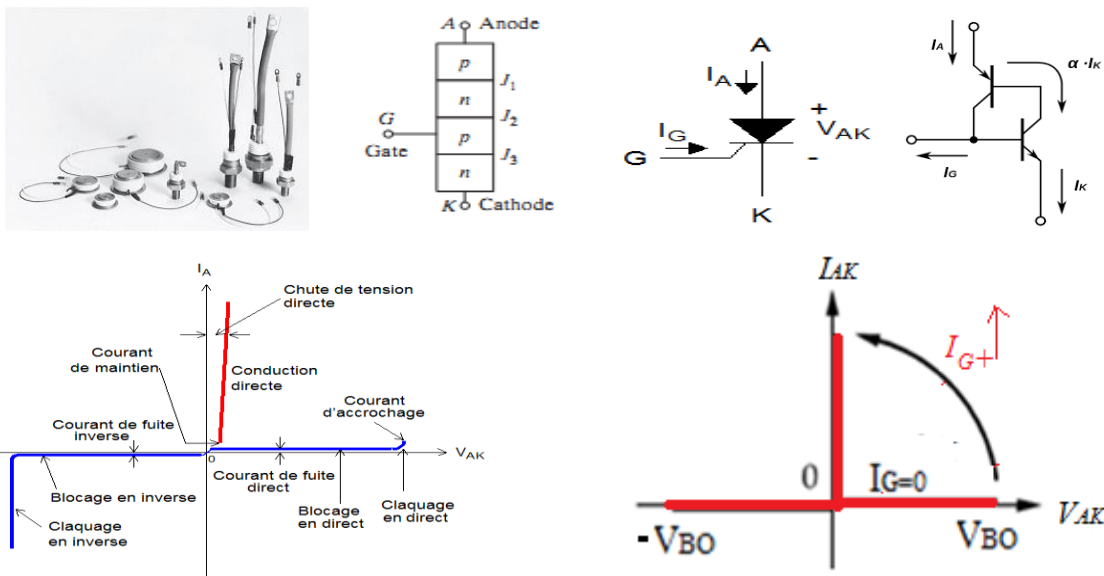 A Anode
p
J1
n
G
J2
Gate
p
J3
n
K Cathode
A
IA
+
IG
VAK
G
-
K
IA
α ·IK
IG
IK
IA
Chute de tension
directe
Courant
de maintien
Conduction
directe
Courant
d'accrochage
Courant de fuite
inverse
0
VAK
Courant de fuite
direct
Blocage en inverse
Blocage
en direct
Claquage
en direct
Claquage
en inverse
IAK
IG+
0
IG=0
-VBO
VBO
VAK